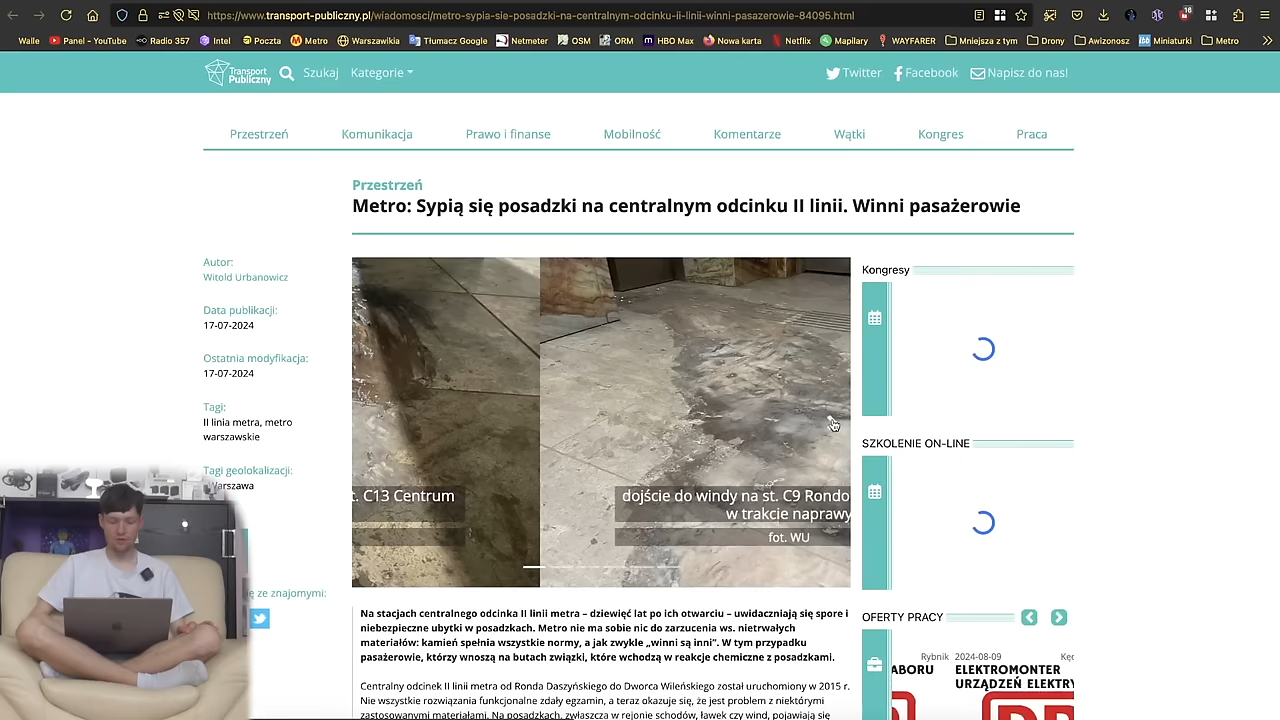 https://www.transport-publiczny.pl/wiadomosci/metro-sypia-sie-posadzki-na-centralnym-odcinku-ii-linii-winni-pasazerowie-84095.html
18
Walle Panel - YouTube Radio 357 Intel Poczta Metro Warszawikia Tłumacz Google Netmeter OSM ORM HBO Max Nowa karta Netflix Mapilary WAYFARER Mniejsza z tym Drony Awizonosz Miniaturki Metro
Transport Publiczny Szukaj Kategorie Twitter Facebook Napisz do nas!
Przestrzeń Komunikacja Prawo i finanse Mobilność Komentarze Wątki Kongres Praca
Przestrzeń
Metro: Sypią się posadzki na centralnym odcinku II linii. Winni pasażerowie
Autor:
Witold Urbanowicz
Data publikacji:
17-07-2024
Ostatnia modyfikacja:
17-07-2024
Tagi:
II linia metra, metro
warszawskie
Tagi geolokalizacji:
Warszawa
ę ze znajomymi:
t. C13 Centrum
dojście do windy na st. C9 Rondo
w trakcie naprawy
fot. WU
Na stacjach centralnego odcinka II linii metra – dziewięć lat po ich otwarciu – uwidaczniają się spore i
niebezpieczne ubytki w posadzkach. Metro nie ma sobie nic do zarzucenia ws. nietrwałych
materiałów: kamień spełnia wszystkie normy, a jak zwykle „winni są inni”. W tym przypadku
pasażerowie, którzy wnoszą na butach związki, które wchodzą w reakcje chemiczne z posadzkami.
Centralny odcinek II linii metra od Ronda Daszyńskiego do Dworca Wileńskiego został uruchomiony w 2015 r.
Nie wszystkie rozwiązania funkcjonalne zdały egzamin, a teraz okazuje się, że jest problem z niektórymi
zastosowanymi materiałami. Na posadzkach, zwłaszcza w rejonie schodów, ławek czy wind, pojawiają się
Kongresy
SZKOLENIE ON-LINE
OFERTY PRACY
Rybnik 2024-08-09 Kęd
ABORU ELEKTROMONTER
URZĄDZEŃ ELEKTRY